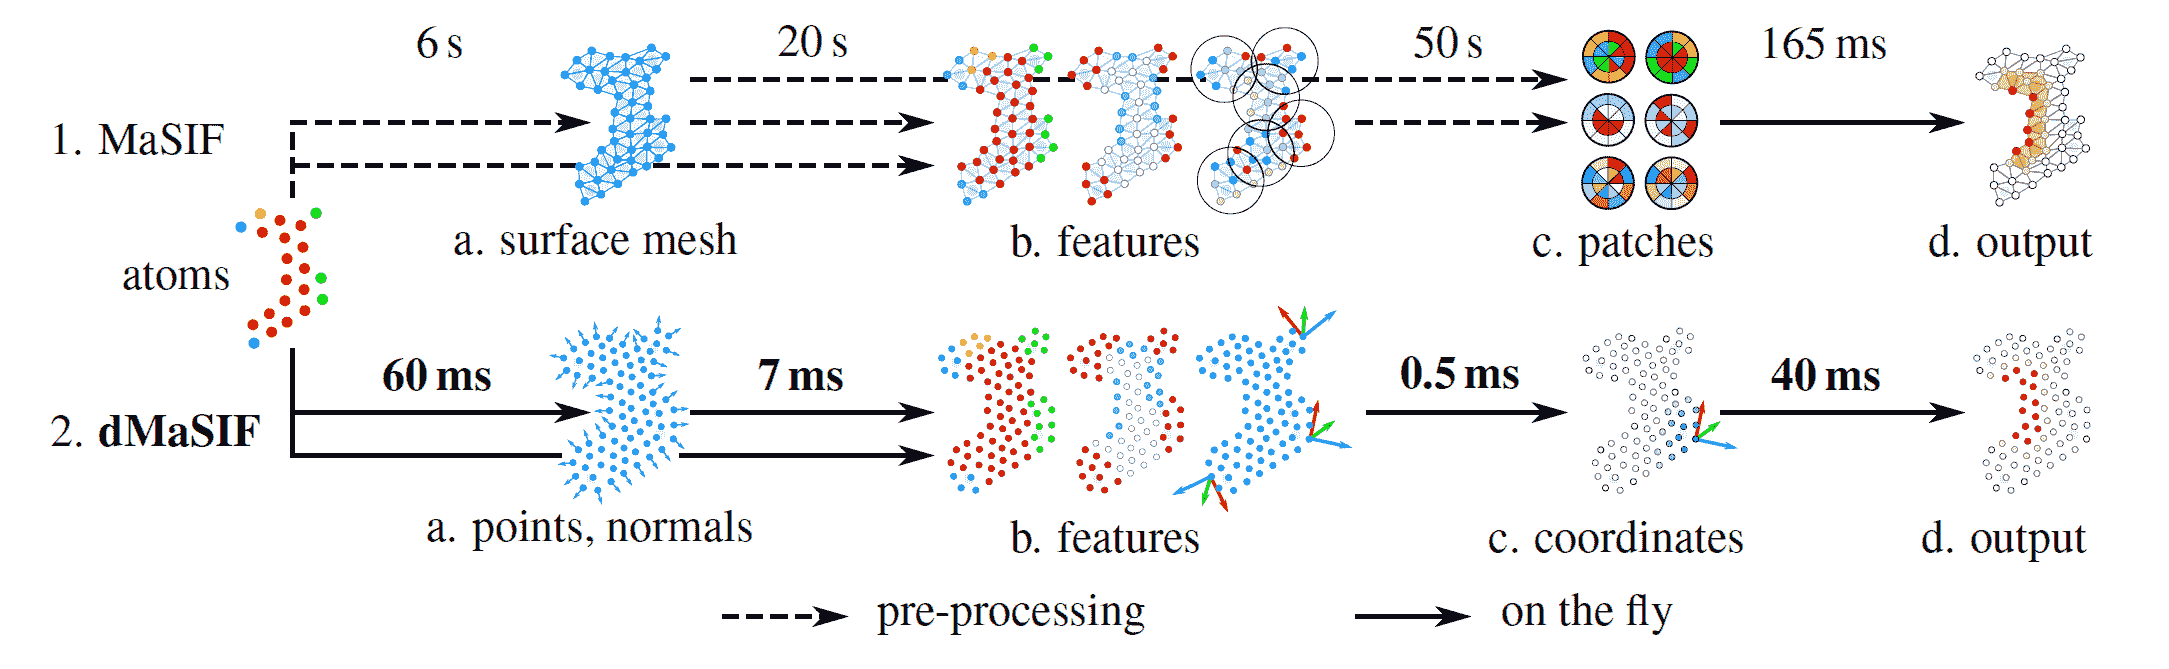 6 s
20 s
50 s
165 ms
1. MaSIF
a. surface mesh
b. features
c. patches
d. output
atoms
60 ms
7 ms
0.5 ms
40 ms
2. dMaSIF
a. points, normals
b. features
c. coordinates
d. output
pre-processing
on the fly